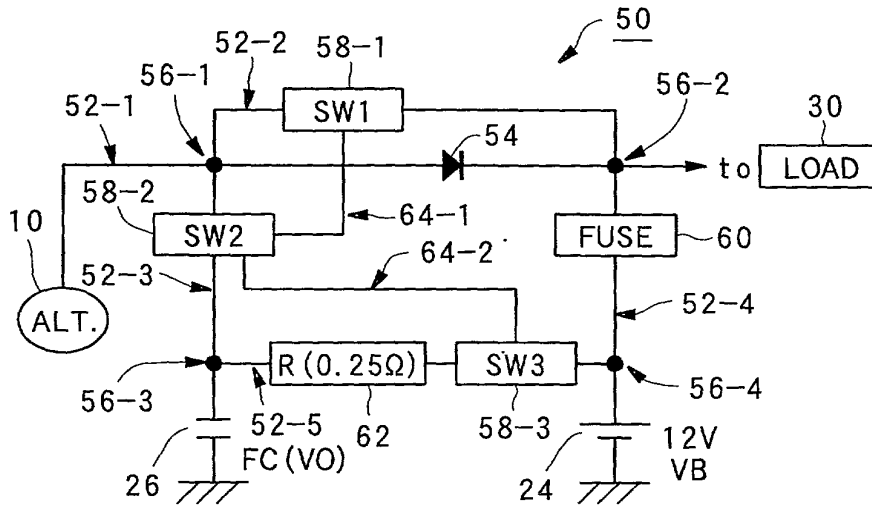 50
52-2
58-1
56-1
56-2
52-1
SW1
54
30
to
LOAD
58-2
10
SW2
64-1
FUSE
60
64-2
52-3
52-4
ALT.
R(0.25Ω)
SW3
56-3
56-4
52-5
62
58-3
26
FC(VO)
24
12V
VB